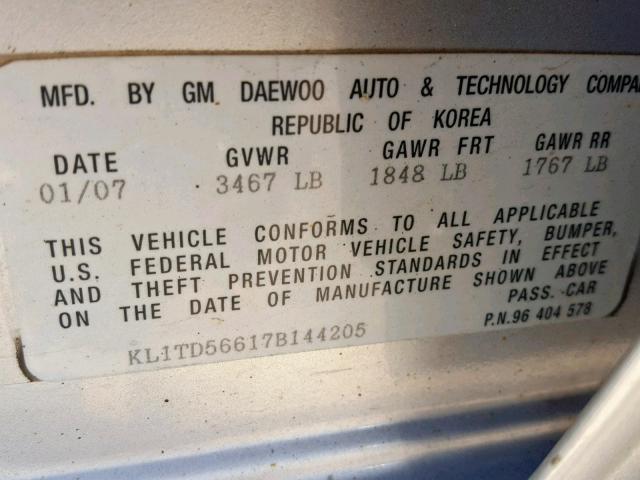 MFD. BY GM DAEWOO AUTO & TECHNOLOGY COMPA
REPUBLIC OF KOREA
DATE GVWR GAWR FRT GAWR RR
01/07 3467 LB 1848 LB 1767 LB
THIS VEHICLE CONFORMS TO ALL APPLICABLE
U.S. FEDERAL MOTOR VEHICLE SAFETY, BUMPER,
AND THEFT PREVENTION STANDARDS IN EFFECT
ON THE DATE OF MANUFACTURE SHOWN ABOVE
PASS. CAR
KL1TD56617B144205 P.N.96 404 578